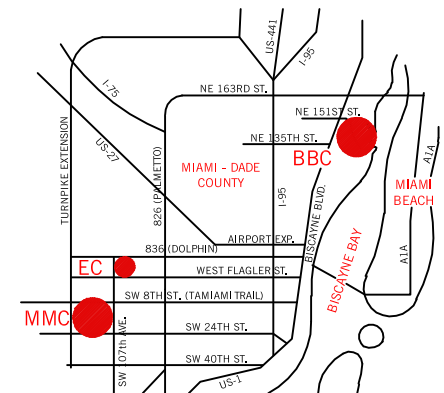 US-441
I-95
I-75
NE 163RD ST.
US-27
NE 151ST ST.
NE 135TH ST.
BBC
A1A
MIAMI - DADE
COUNTY
MIAMI
BEACH
TURNPIKE EXTENSION
826 (PALMETTO)
I-95
BISCAYNE BLVD.
A1A
AIRPORT EXP.
836 (DOLPHIN)
BISCAYNE BAY
EC
WEST FLAGLER ST.
SW 8TH ST. (TAMIAMI TRAIL)
MMC
SW 24TH ST.
SW 107th AVE.
SW 40TH ST.
US-1